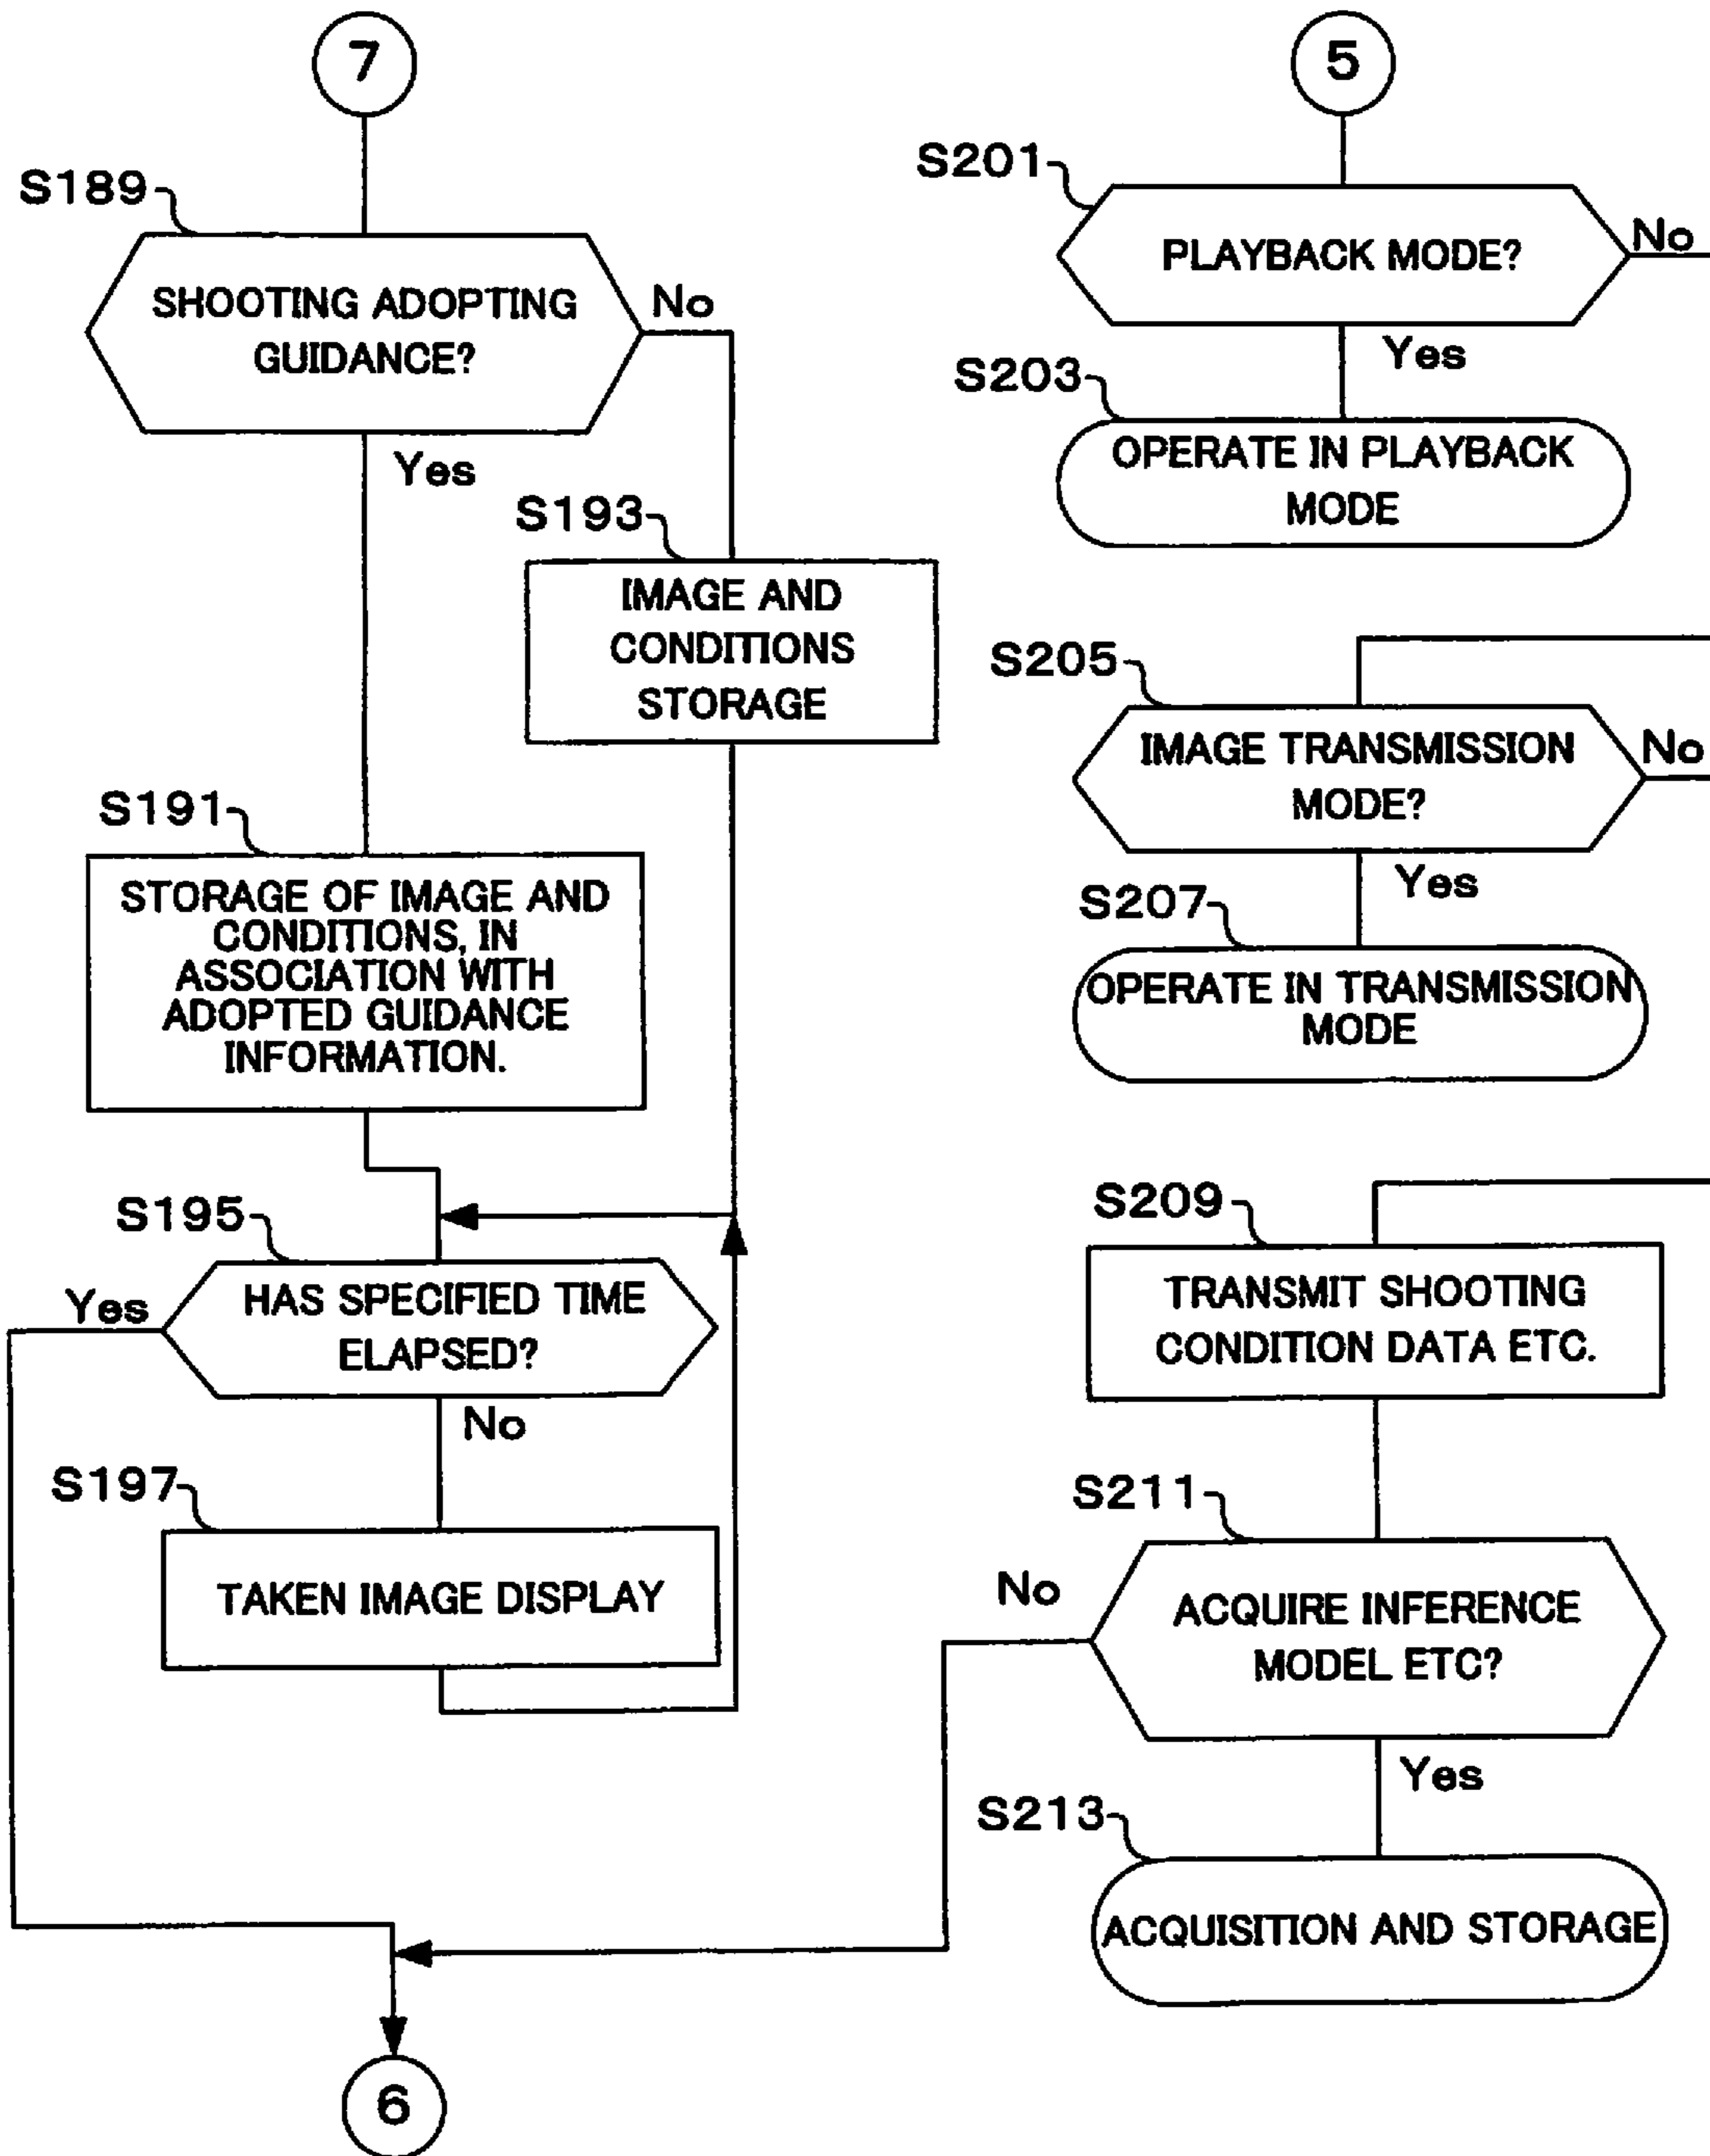 7
S189
SHOOTING ADOPTING
GUIDANCE?
No
Yes
S193
IMAGE AND
CONDITIONS
STORAGE
S191
STORAGE OF IMAGE AND
CONDITIONS, IN
ASSOCIATION WITH
ADOPTED GUIDANCE
INFORMATION.
S195
Yes
HAS SPECIFIED TIME
ELAPSED?
No
S197
TAKEN IMAGE DISPLAY
6
5
S201
PLAYBACK MODE?
No
Yes
S203
OPERATE IN PLAYBACK
MODE
S205
IMAGE TRANSMISSION
MODE?
No
Yes
S207
OPERATE IN TRANSMISSION
MODE
S209
TRANSMIT SHOOTING
CONDITION DATA ETC.
S211
No
ACQUIRE INFERENCE
MODEL ETC?
Yes
S213
ACQUISITION AND STORAGE